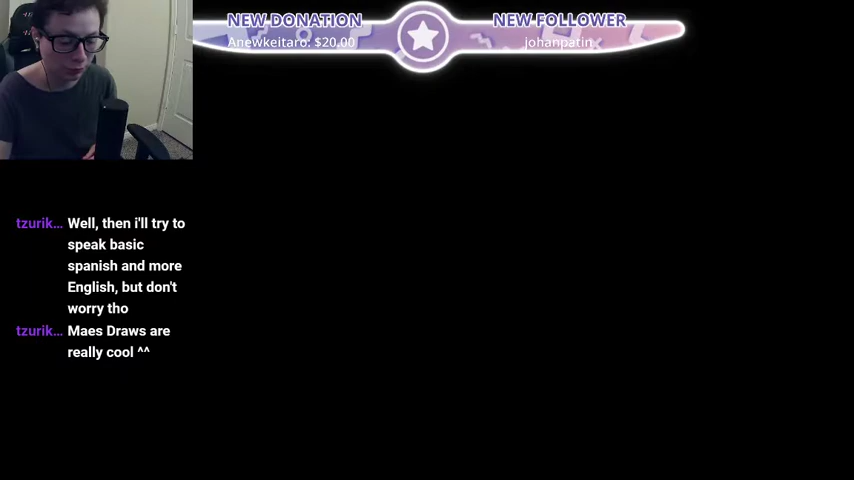 NEW DONATION
Anewkeitaro: $20.00
NEW FOLLOWER
johanpatin
tzurik... Well, then i'll try to
speak basic
spanish and more
English, but don't
worry tho
tzurik... Maes Draws are
really cool ^^